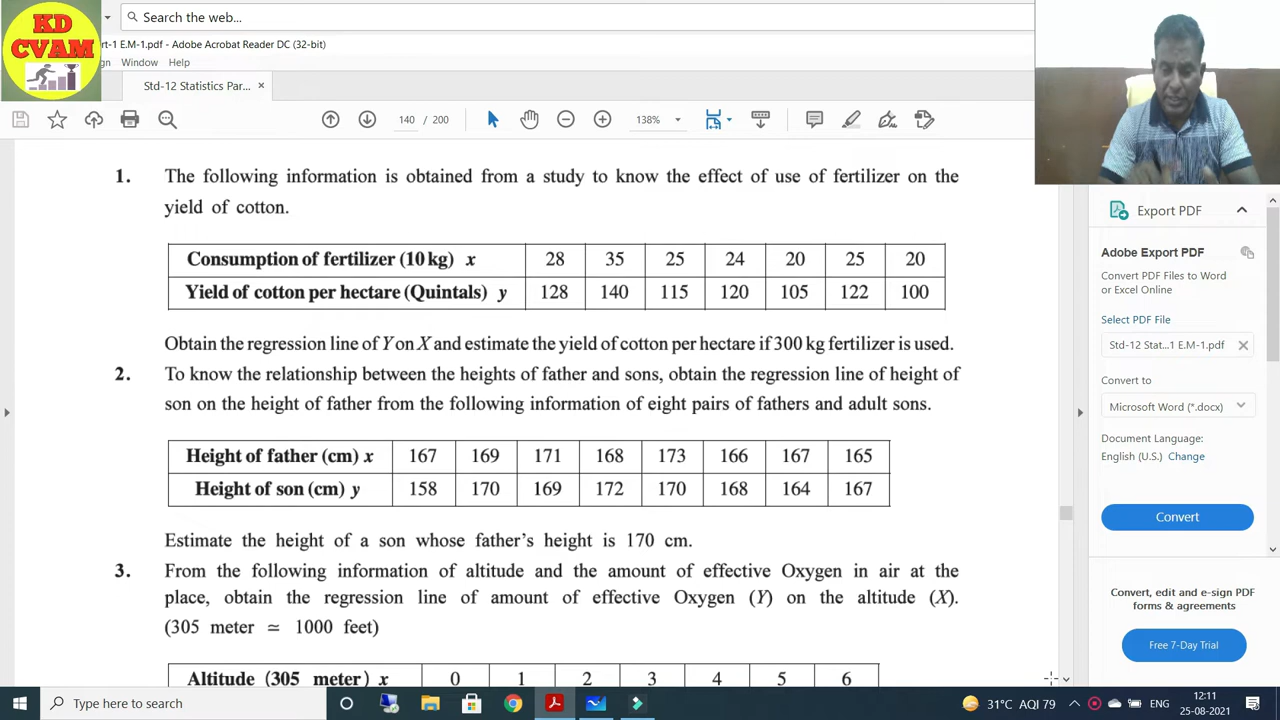 KD
CVAM
Search the web...
rt-1 E.M-1.pdf - Adobe Acrobat Reader DC (32-bit)
gn Window Help
Std-12 Statistics Par... ×
140 / 200 138%
1. The following information is obtained from a study to know the effect of use of fertilizer on the
yield of cotton.
Consumption of fertilizer (10 kg) x 28 35 25 24 20 25 20
Yield of cotton per hectare (Quintals) y 128 140 115 120 105 122 100
Obtain the regression line of Y on X and estimate the yield of cotton per hectare if 300 kg fertilizer is used.
2. To know the relationship between the heights of father and sons, obtain the regression line of height of
son on the height of father from the following information of eight pairs of fathers and adult sons.
Height of father (cm) x 167 169 171 168 173 166 167 165
Height of son (cm) y 158 170 169 172 170 168 164 167
Estimate the height of a son whose father's height is 170 cm.
3. From the following information of altitude and the amount of effective Oxygen in air at the
place, obtain the regression line of amount of effective Oxygen (Y) on the altitude (X).
(305 meter ≃ 1000 feet)
Altitude (305 meter) x 0 1 2 3 4 5 6
Export PDF
Adobe Export PDF
Convert PDF Files to Word
or Excel Online
Select PDF File
Std-12 Stat...1 E.M-1.pdf ×
Convert to
Microsoft Word (*.docx)
Document Language:
English (U.S.) Change
Convert
Convert, edit and e-sign PDF
forms & agreements
Free 7-Day Trial
Type here to search
31°C AQI 79
ENG
12:11
25-08-2021